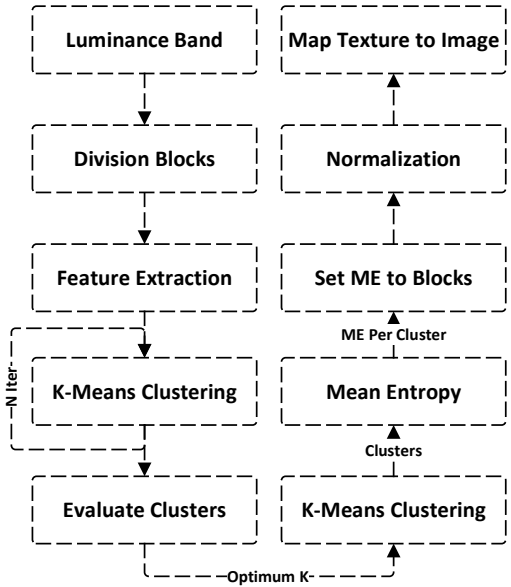 Luminance Band
Map Texture to Image
Division Blocks
Normalization
Feature Extraction
Set ME to Blocks
ME Per Cluster
N Iter
K-Means Clustering
Mean Entropy
Clusters
Evaluate Clusters
K-Means Clustering
Optimum K